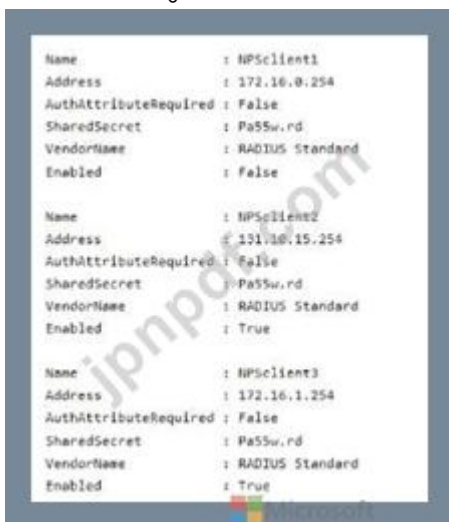 Name : NPSclient1
Address : 172.16.0.254
AuthAttributeRequired : False
SharedSecret : Pa55w.rd
VendorName : RADIUS Standard
Enabled : False
Name : NPSclient2
Address : 131.10.15.254
AuthAttributeRequired : False
SharedSecret : Pa55w.rd
VendorName : RADIUS Standard
Enabled : True
Name : NPSclient3
Address : 172.16.1.254
AuthAttributeRequired : False
SharedSecret : Pa55w.rd
VendorName : RADIUS Standard
Enabled : True
jpnpdf.com
Microsoft